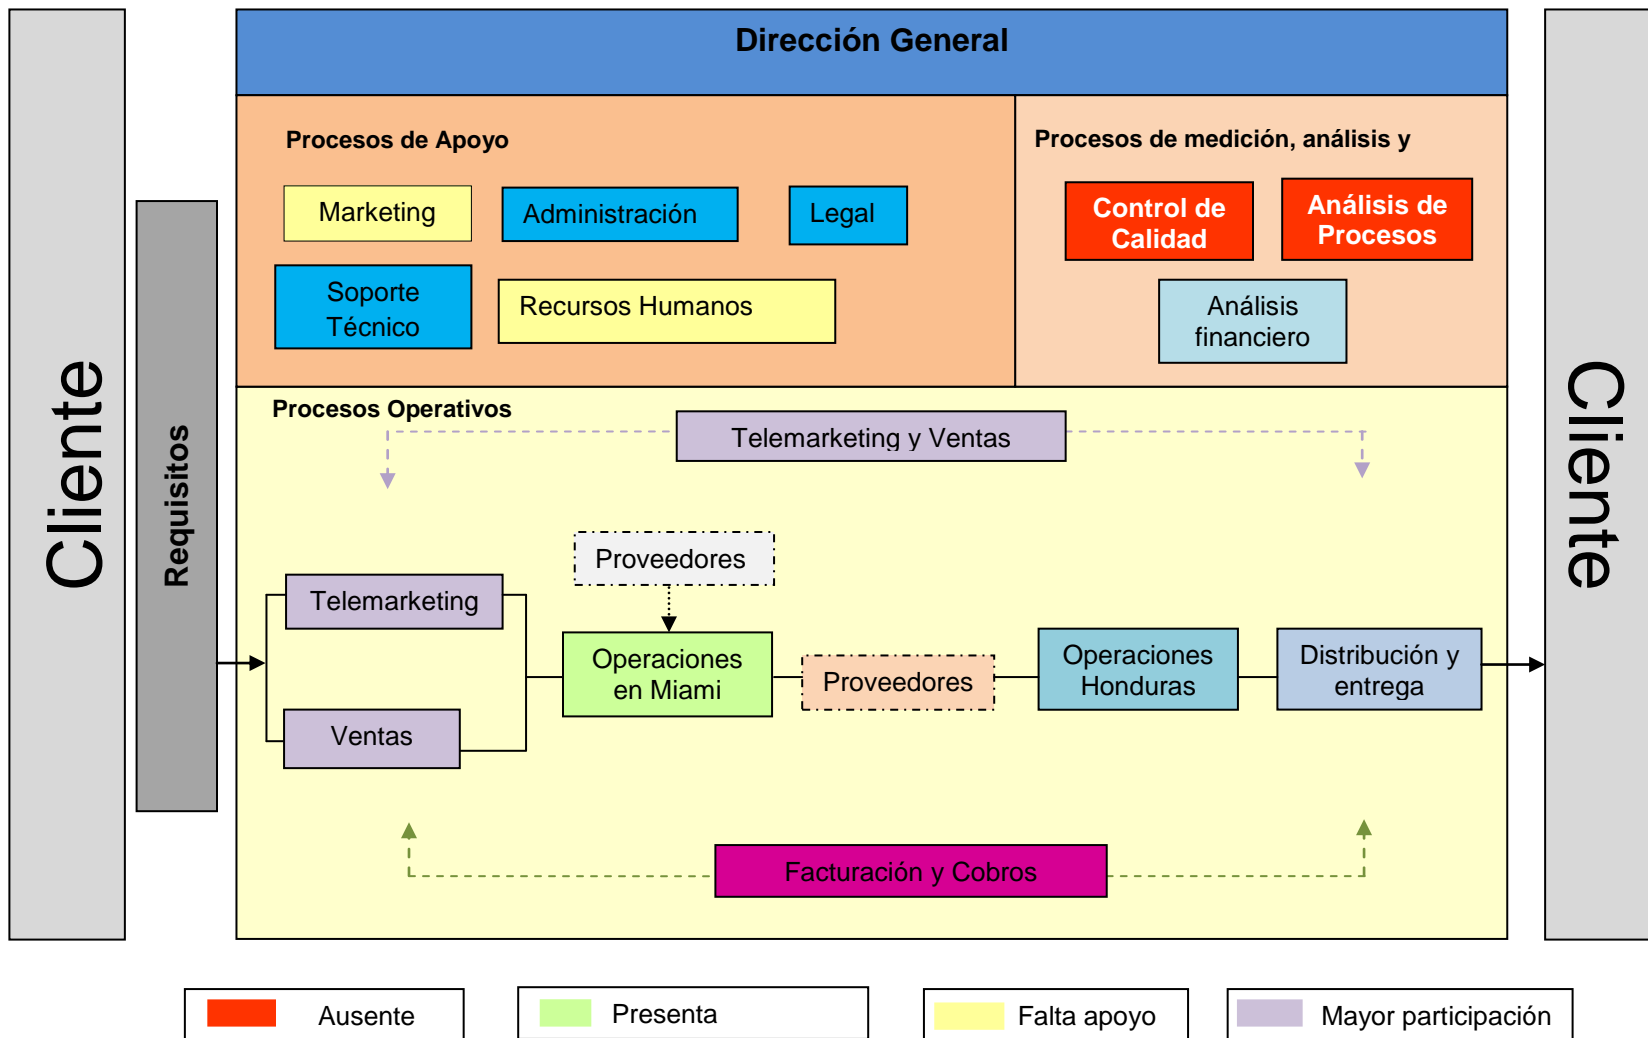 Dirección General
Procesos de Apoyo
Marketing
Administración
Legal
Soporte
Técnico
Recursos Humanos
Procesos de medición, análisis y
Control de
Calidad
Análisis de
Procesos
Análisis
financiero
Cliente
Requisitos
Procesos Operativos
Telemarketing y Ventas
Proveedores
Telemarketing
Ventas
Operaciones
en Miami
Proveedores
Operaciones
Honduras
Distribución y
entrega
Facturación y Cobros
Cliente
Ausente
Presenta
Falta apoyo
Mayor participación